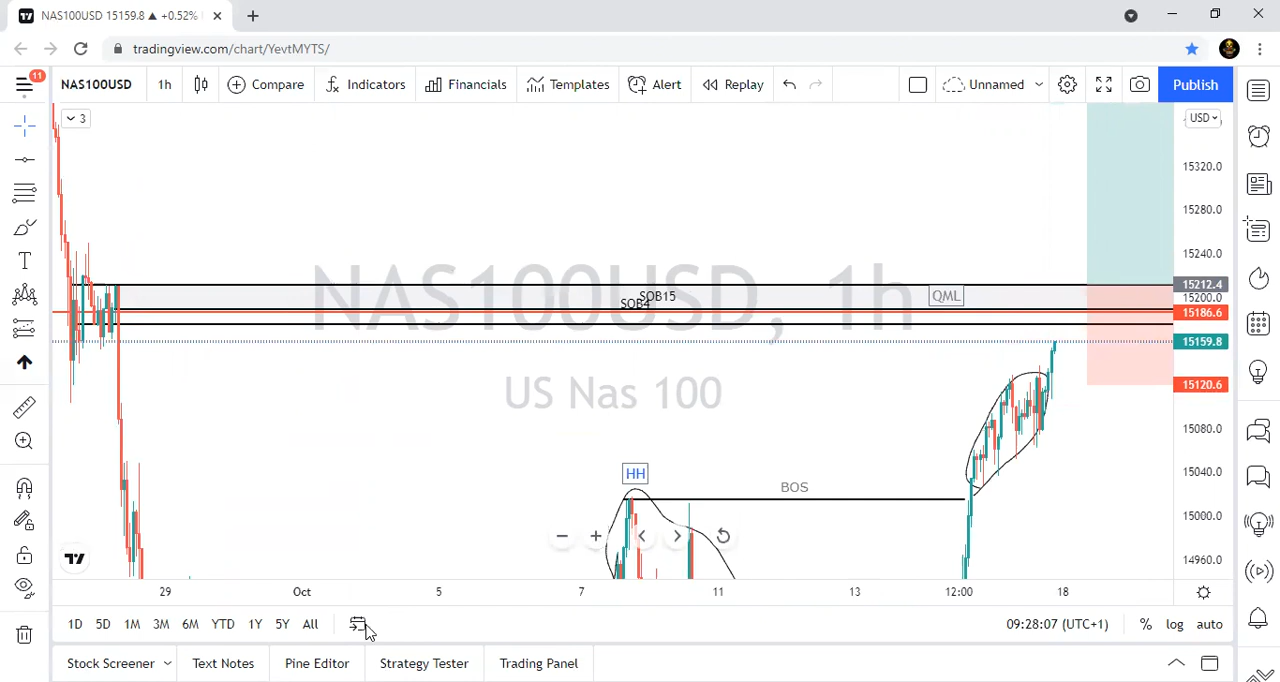 NAS100USD 15159.8 ▲ +0.52%
tradingview.com/chart/YevtMYTS/
11
NAS100USD 1h Compare Indicators Financials Templates Alert Replay Unnamed Publish
3
USD
15320.0
15280.0
15240.0
15212.4
15200.0
15186.6
15159.8
15120.6
15080.0
15040.0
15000.0
14960.0
NAS100USD, 1h
US Nas 100
SOB15
SOB4
QML
HH
BOS
29 Oct 5 7 11 13 12:00 18
1D 5D 1M 3M 6M YTD 1Y 5Y All 09:28:07 (UTC+1) % log auto
Stock Screener Text Notes Pine Editor Strategy Tester Trading Panel